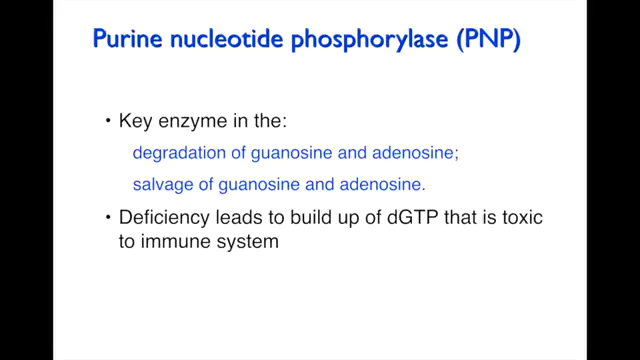 Purine nucleotide phosphorylase (PNP)
• Key enzyme in the:
degradation of guanosine and adenosine;
salvage of guanosine and adenosine.
• Deficiency leads to build up of dGTP that is toxic
to immune system